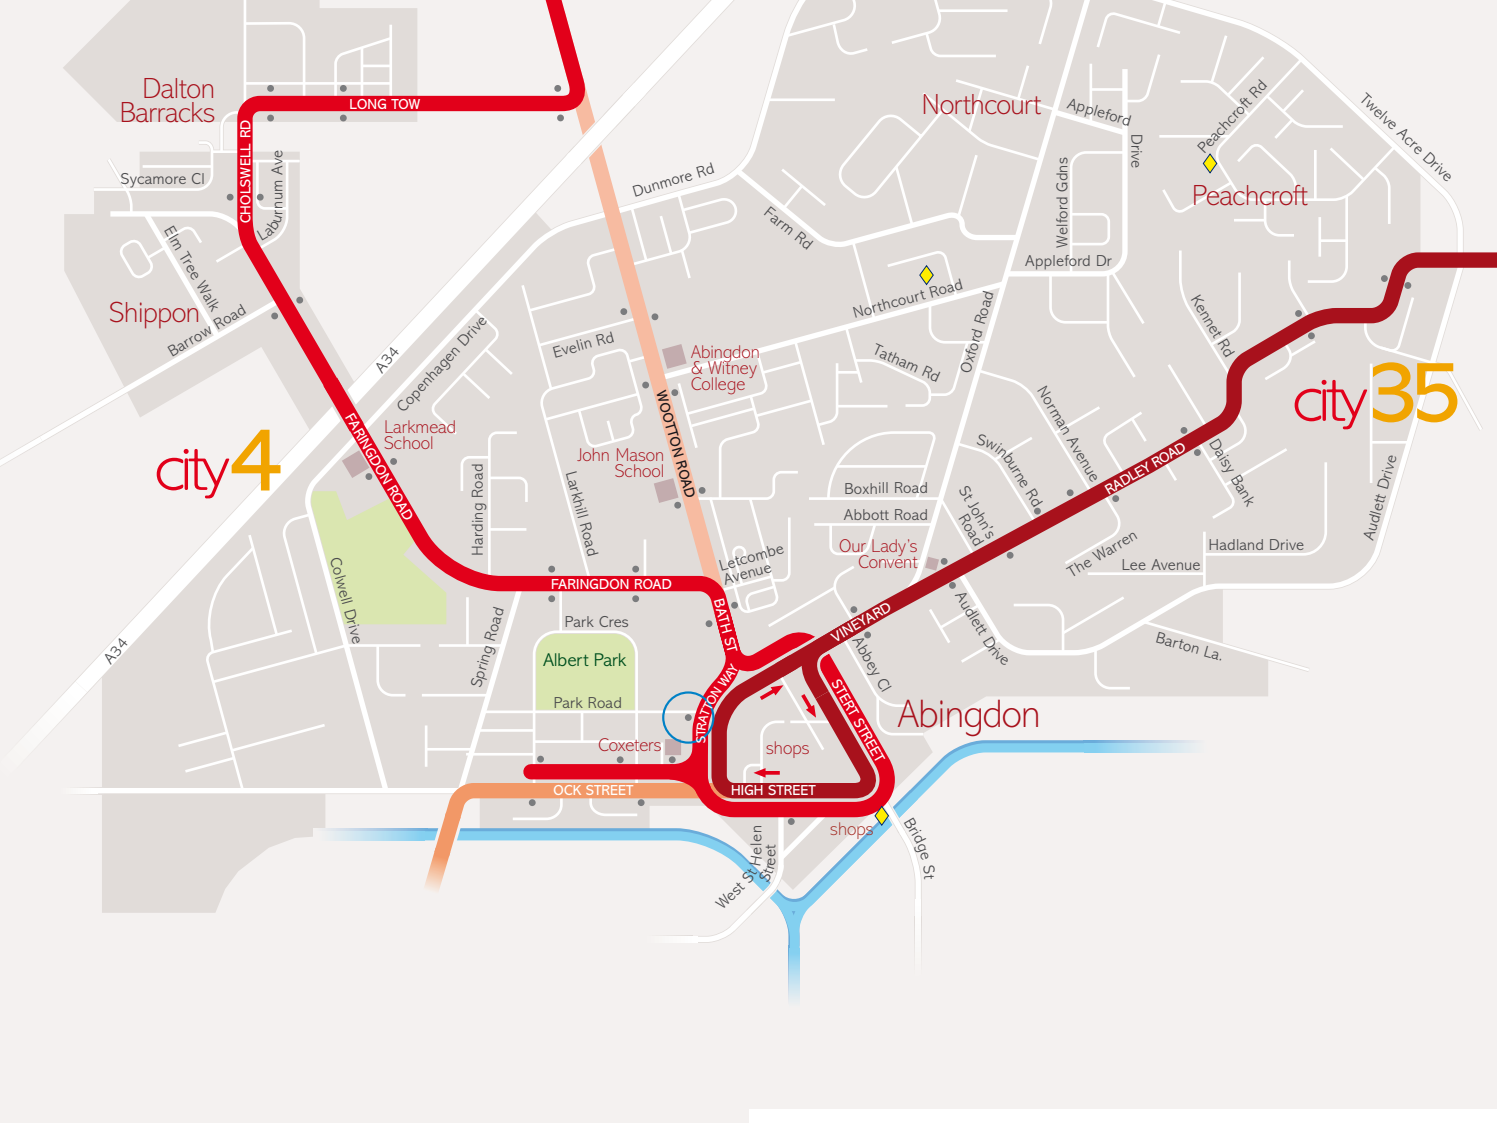 Dalton
Barracks
LONG TOW
Northcourt
Appleford
Drive
Peachcroft Rd
Twelve Acre Drive
Peachcroft
CHOLSWELL RD
Laburnum Ave
Sycamore Cl
Dunmore Rd
Farm Rd
Welford Gdns
Appleford Dr
Elm Tree Walk
Shippon
Barrow Road
Northcourt Road
Oxford Road
Kennet Rd
A34
Copenhagen Drive
Evelin Rd
Abingdon
& Witney
College
Tatham Rd
Norman Avenue
city35
WOOTTON ROAD
Larkmead
School
FARINGDON ROAD
city4
John Mason
School
Harding Road
Larkhill Road
Boxhill Road
Abbott Road
Swinburne Rd
St John's
Road
RADLEY ROAD
Daisy Bank
Audlett Drive
Our Lady's
Convent
The Warren
Hadland Drive
Lee Avenue
Letcombe
Avenue
Colwell Drive
FARINGDON ROAD
BATH ST
VINEYARD
Audlett Drive
Barton La.
A34
Spring Road
Park Cres
Albert Park
Park Road
STRATTON WAY
STERT STREET
Abbey Cl
Abingdon
Coxeters
shops
OCK STREET
HIGH STREET
shops
Bridge St
West St Helen
Street